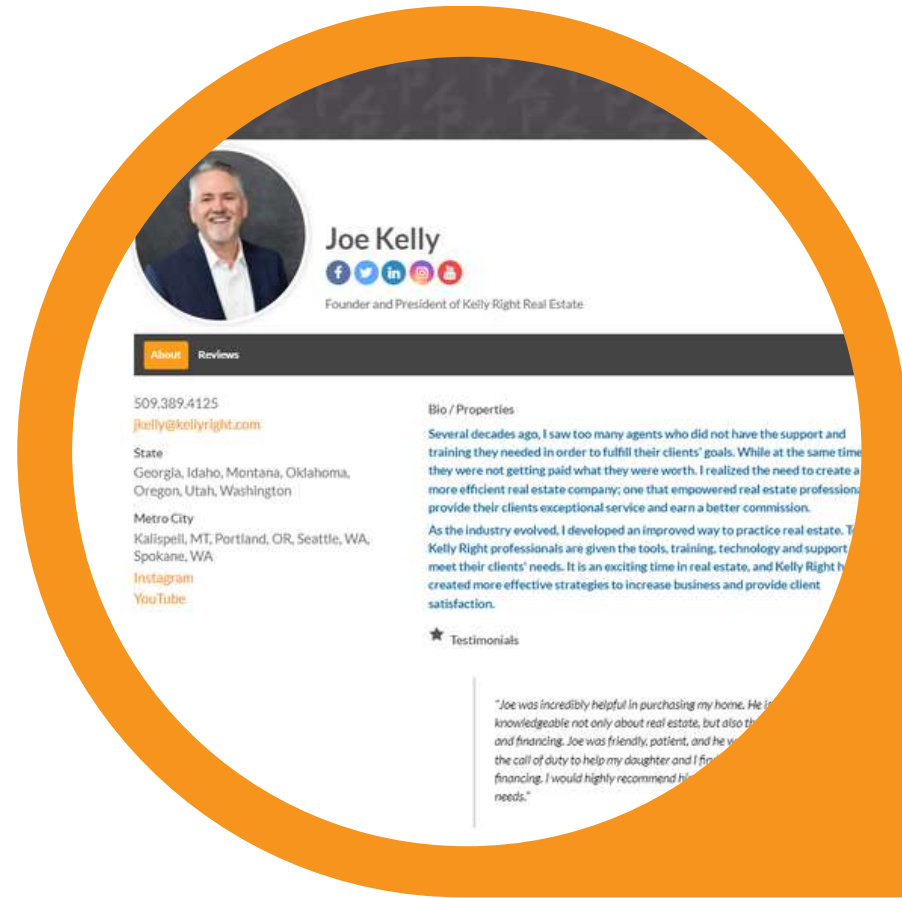 Joe Kelly
Founder and President of Kelly Right Real Estate
About Reviews
509.389.4125
jkelly@kellyright.com
State
Georgia, Idaho, Montana, Oklahoma,
Oregon, Utah, Washington
Metro City
Kalispell, MT, Portland, OR, Seattle, WA,
Spokane, WA
Instagram
YouTube
Bio / Properties
Several decades ago, I saw too many agents who did not have the support and
training they needed in order to fulfill their clients' goals. While at the same time
they were not getting paid what they were worth. I realized the need to create a
more efficient real estate company; one that empowered real estate
provide their clients exceptional service and earn a better commission.
As the industry evolved, I developed an improved way to practice real estate.
Kelly Right professionals are given the tools, training, technology and support
meet their clients' needs. It is an exciting time in real estate, and Kelly Right
created more effective strategies to increase business and provide client
satisfaction.
Testimonials
"Joe was incredibly helpful in purchasing my home. He
knowledgeable not only about real estate, but also
and financing. Joe was friendly, patient, and he
the call of duty to help my daughter and I
financing. I would highly recommend
needs."